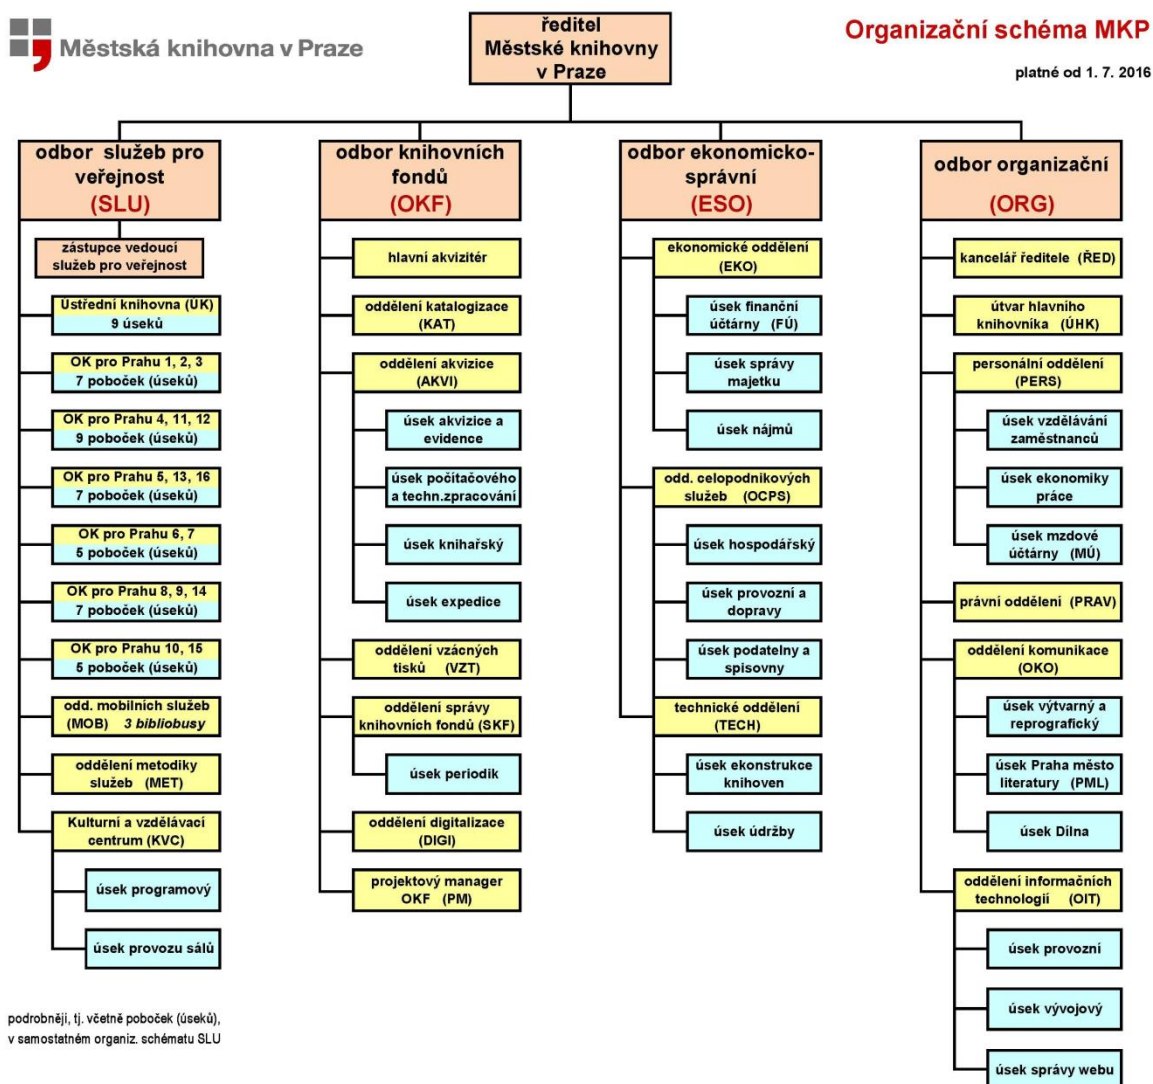 Městská knihovna v Praze
ředitel
Městské knihovny
v Praze
Organizační schéma MKP
platné od 1. 7. 2016
odbor služeb pro
veřejnost
(SLU)
zástupce vedoucí
služeb pro veřejnost
Ústřední knihovna (ÚK)
9 úseků
OK pro Prahu 1, 2, 3
7 poboček (úseků)
OK pro Prahu 4, 11, 12
9 poboček (úseků)
OK pro Prahu 5, 13, 16
7 poboček (úseků)
OK pro Prahu 6, 7
5 poboček (úseků)
OK pro Prahu 8, 9, 14
7 poboček (úseků)
OK pro Prahu 10, 15
5 poboček (úseků)
odd. mobilních služeb
(MOB) 3 bibliobusy
oddělení metodiky
služeb (MET)
Kulturní a vzdělávací
centrum (KVC)
úsek programový
úsek provozu sálů
odbor knihovních
fondů
(OKF)
hlavní akvizitér
oddělení katalogizace
(KAT)
oddělení akvizice
(AKVI)
úsek akvizice a
evidence
úsek počítačového
a techn.zpracování
úsek knihařský
úsek expedice
oddělení vzácných
tisků (VZT)
oddělení správy
knihovních fondů (SKF)
úsek periodik
oddělení digitalizace
(DIGI)
projektový manager
OKF (PM)
odbor ekonomicko-
správní
(ESO)
ekonomické oddělení
(EKO)
úsek finanční
účtárny (FÚ)
úsek správy
majetku
úsek nájmů
odd. celopodnikových
služeb (OCPS)
úsek hospodářský
úsek provozní a
dopravy
úsek podatelny a
spisovny
technické oddělení
(TECH)
úsek ekonstrukce
knihoven
úsek údržby
odbor organizační
(ORG)
kancelář ředitele (ŘED)
útvar hlavního
knihovníka (ÚHK)
personální oddělení
(PERS)
úsek vzdělávání
zaměstnanců
úsek ekonomiky
práce
úsek mzdové
účtárny (MÚ)
právní oddělení (PRAV)
oddělení komunikace
(OKO)
úsek výtvarný a
reprografický
úsek Praha město
literatury (PML)
úsek Dílna
oddělení informačních
technologií (OIT)
úsek provozní
úsek vývojový
úsek správy webu
podrobněji, tj. včetně poboček (úseků),
v samostatném organiz. schématu SLU